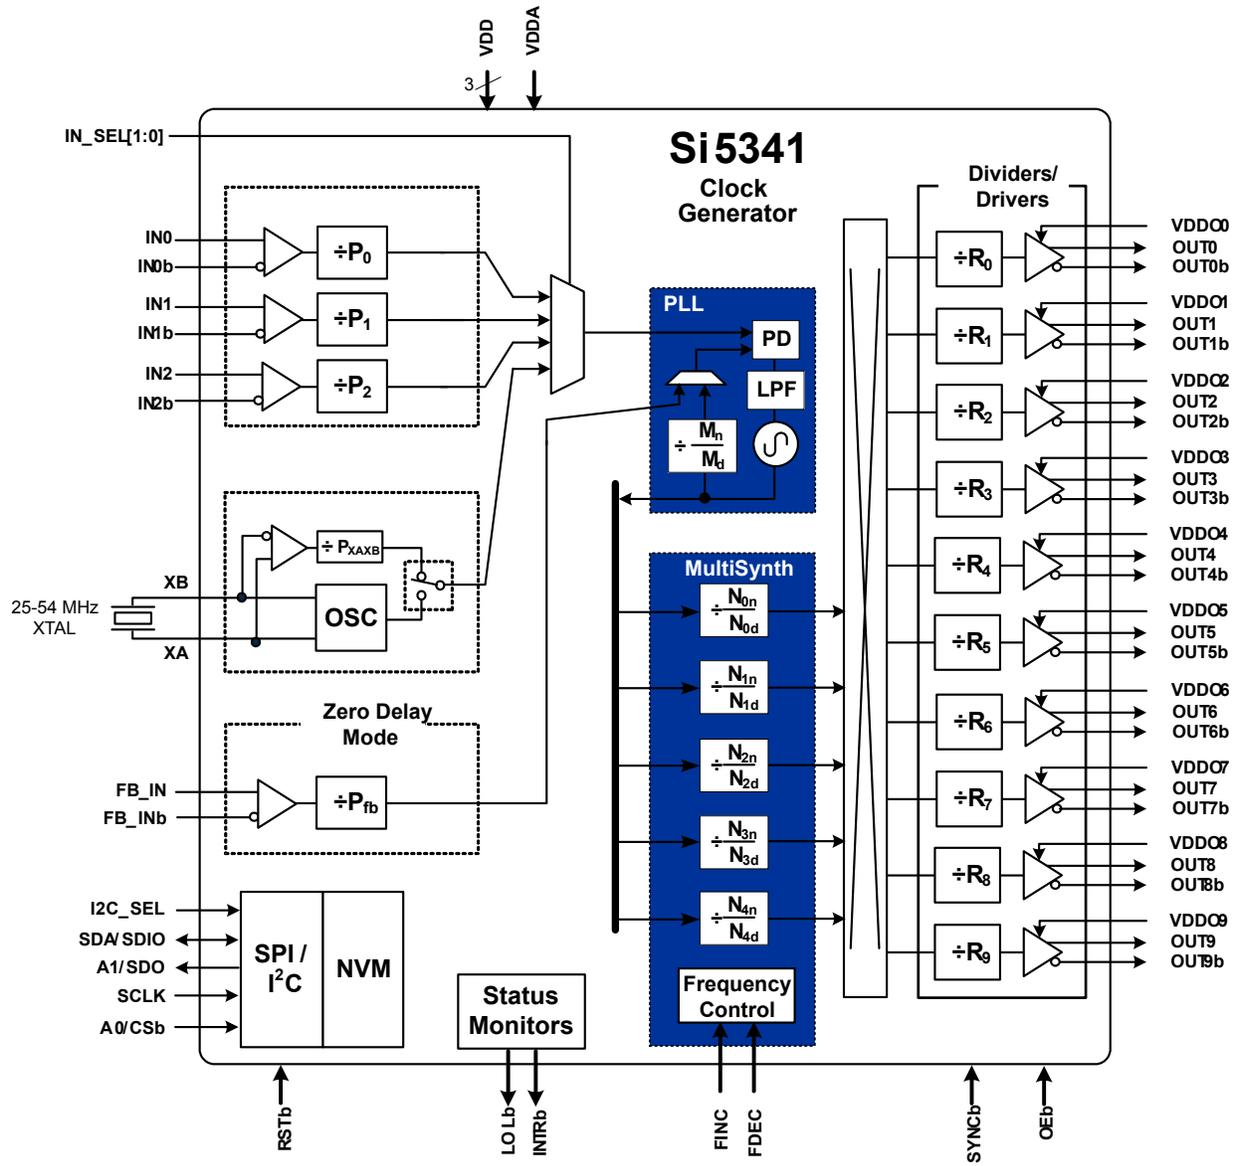 VDD
VDDA
3
IN_SEL[1:0]
Si5341
Clock
Generator
Dividers/
Drivers
IN0
IN0b
÷P0
IN1
IN1b
÷P1
IN2
IN2b
÷P2
PLL
PD
LPF
÷ Mn
Md
XB
25-54 MHz
XTAL
XA
÷ PXAXB
OSC
Zero Delay
Mode
FB_IN
FB_INb
÷Pfb
MultiSynth
÷ N0n
N0d
÷ N1n
N1d
÷ N2n
N2d
÷ N3n
N3d
÷ N4n
N4d
Frequency
Control
÷R0
VDDO0
OUT0
OUT0b
÷R1
VDDO1
OUT1
OUT1b
÷R2
VDDO2
OUT2
OUT2b
÷R3
VDDO3
OUT3
OUT3b
÷R4
VDDO4
OUT4
OUT4b
÷R5
VDDO5
OUT5
OUT5b
÷R6
VDDO6
OUT6
OUT6b
÷R7
VDDO7
OUT7
OUT7b
÷R8
VDDO8
OUT8
OUT8b
÷R9
VDDO9
OUT9
OUT9b
I2C_SEL
SDA/SDIO
A1/SDO
SCLK
A0/CSb
SPI /
I²C
NVM
Status
Monitors
RSTb
LOLb
INTRb
FINC
FDEC
SYNCb
OEb